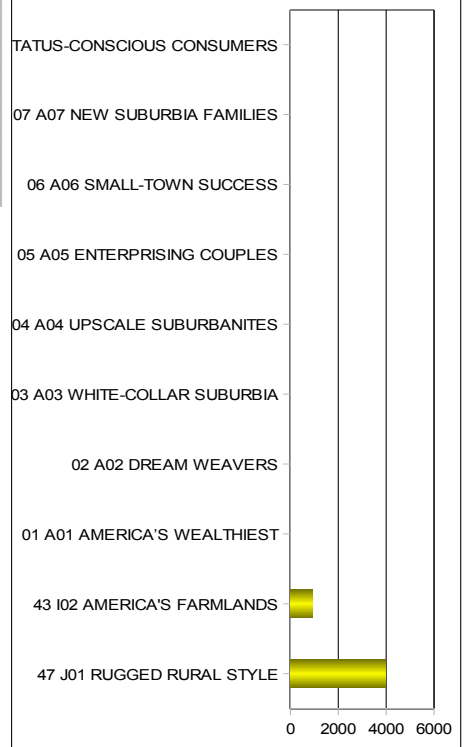 TATUS-CONSCIOUS CONSUMERS
07 A07 NEW SUBURBIA FAMILIES
06 A06 SMALL-TOWN SUCCESS
05 A05 ENTERPRISING COUPLES
04 A04 UPSCALE SUBURBANITES
03 A03 WHITE-COLLAR SUBURBIA
02 A02 DREAM WEAVERS
01 A01 AMERICA’S WEALTHIEST
43 I02 AMERICA'S FARMLANDS
47 J01 RUGGED RURAL STYLE
0 2000 4000 6000